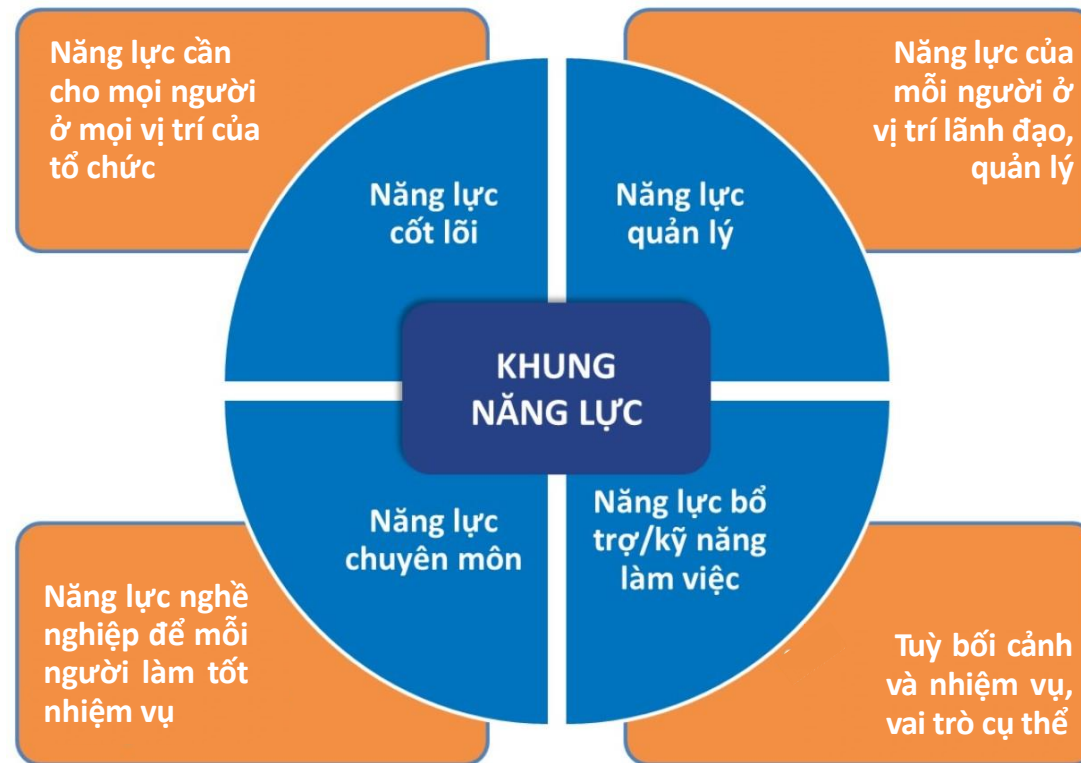 Năng lực cần
cho mọi người
ở mọi vị trí của
tổ chức
Năng lực của
mỗi người ở
vị trí lãnh đạo,
quản lý
Năng lực
cốt lõi
Năng lực
quản lý
KHUNG
NĂNG LỰC
Năng lực
chuyên môn
Năng lực bổ
trợ/kỹ năng
làm việc
Năng lực nghề
nghiệp để mỗi
người làm tốt
nhiệm vụ
Tuỳ bối cảnh
và nhiệm vụ,
vai trò cụ thể